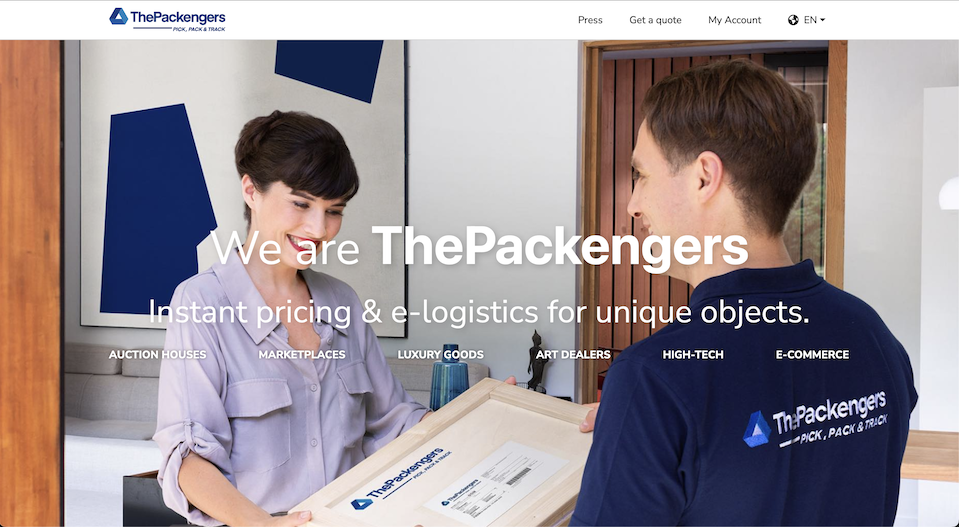 ThePackengers
PICK, PACK & TRACK
Press
Get a quote
My Account
EN
We are ThePackengers
Instant pricing & e-logistics for unique objects.
AUCTION HOUSES
MARKETPLACES
LUXURY GOODS
ART DEALERS
HIGH-TECH
E-COMMERCE
ThePackengers
PICK, PACK & TRACK
ThePackengers
PICK, PACK & TRACK
ThePackengers